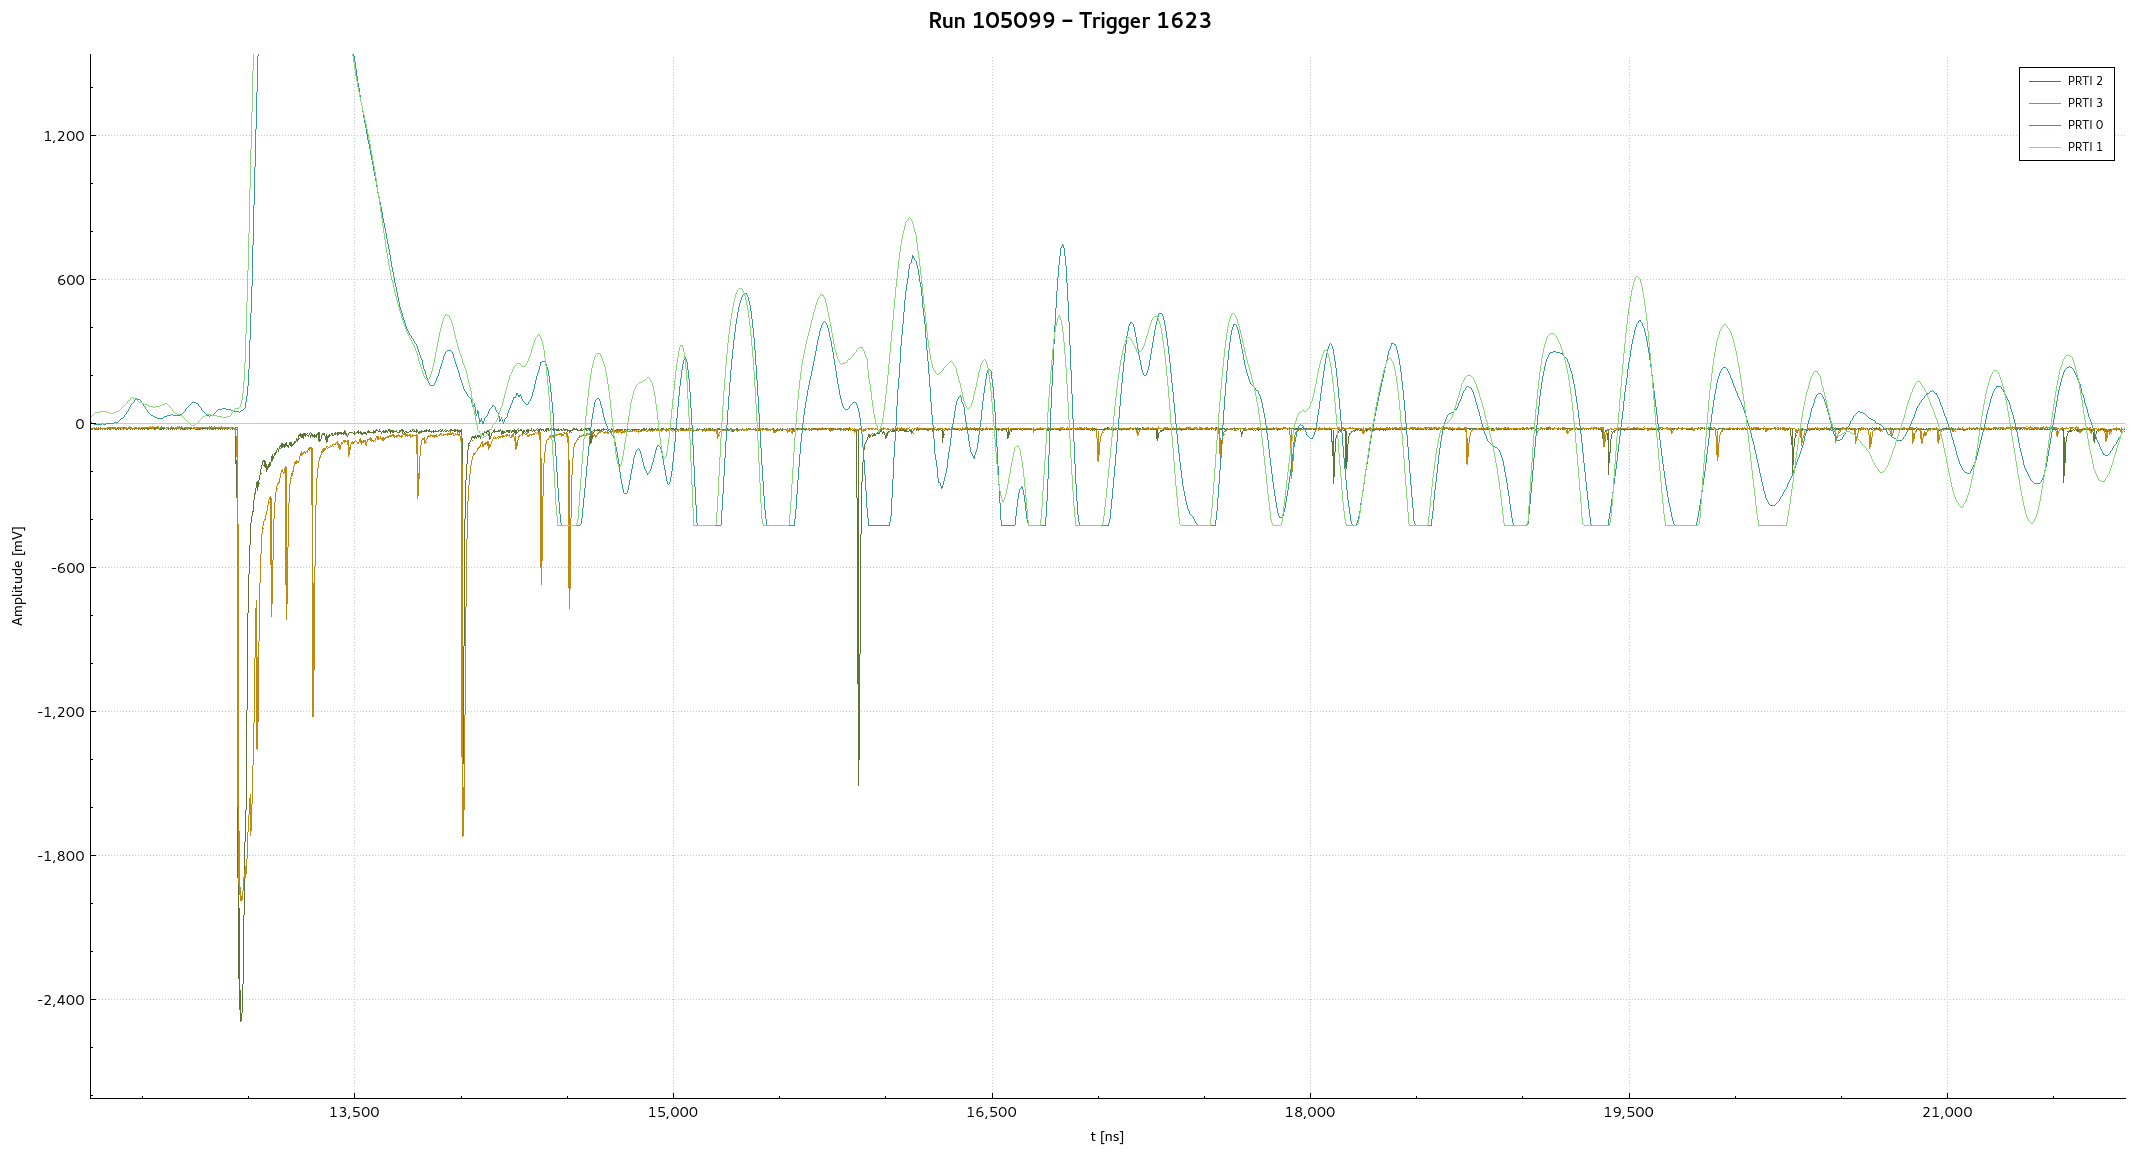 Run 105099 – Trigger 1623
PRTI 2
PRTI 3
PRTI 0
PRTI 1
1,200
600
0
-600
-1,200
-1,800
-2,400
Amplitude [mV]
13,500
15,000
16,500
18,000
19,500
21,000
t [ns]